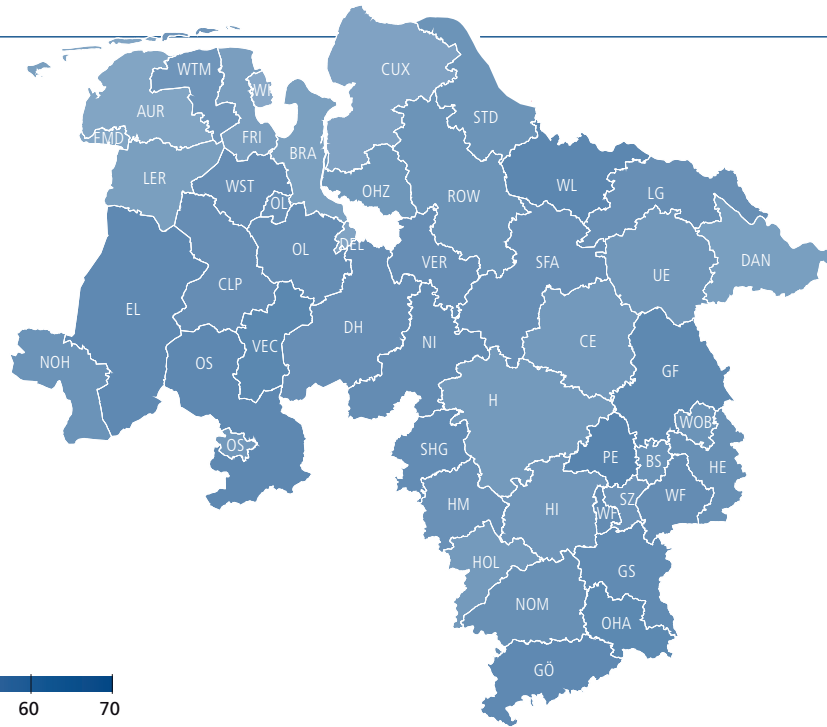 CUX
WTM
WI
AUR
STD
EMD
FRI
BRA
LER
WST
OHZ
ROW
WL
LG
OL
DEL
OL
VER
SFA
DAN
UE
CLP
EL
DH
NI
CE
VEC
NOH
OS
GF
H
WOB
OS
SHG
PE
BS
HE
HM
HI
SZ
WF
WF
HOL
GS
NOM
OHA
GÖ
60 70